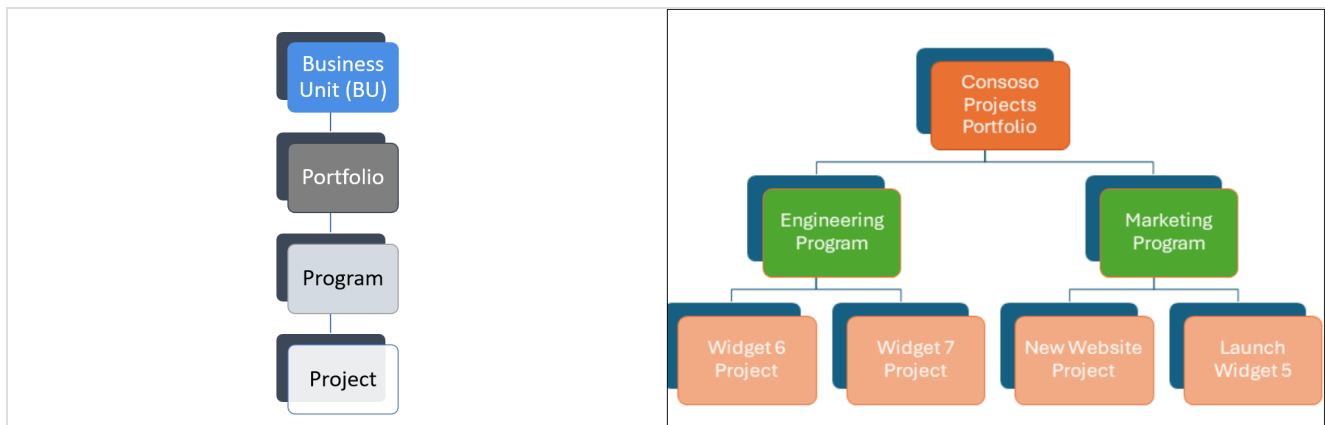 Business
Unit (BU)
Portfolio
Program
Project
Consoso
Projects
Portfolio
Engineering
Program
Marketing
Program
Widget 6
Project
Widget 7
Project
New Website
Project
Launch
Widget 5